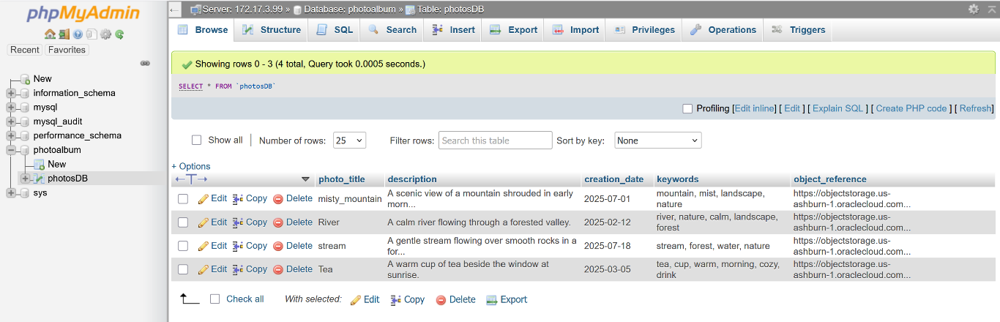 phpMyAdmin
Recent Favorites
New
information_schema
mysql
mysql_audit
performance_schema
photoalbum
New
photosDB
sys
Server: 172.17.3.99 » Database: photoalbum » Table: photosDB
Browse Structure SQL Search Insert Export Import Privileges Operations Triggers
Showing rows 0 - 3 (4 total, Query took 0.0005 seconds.)
SELECT * FROM `photosDB`
Profiling [Edit inline] [ Edit ] [ Explain SQL ] [ Create PHP code ] [ Refresh]
Show all Number of rows: 25 Filter rows: Search this table Sort by key: None
+ Options
photo_title description creation_date keywords object_reference
Edit Copy Delete misty_mountain A scenic view of a mountain shrouded in early morn... 2025-07-01 mountain, mist, landscape, nature https://objectstorage.us-ashburn-1.oraclecloud.com...
Edit Copy Delete River A calm river flowing through a forested valley. 2025-02-12 river, nature, calm, landscape, forest https://objectstorage.us-ashburn-1.oraclecloud.com...
Edit Copy Delete stream A gentle stream flowing over smooth rocks in a for... 2025-07-18 stream, forest, water, nature https://objectstorage.us-ashburn-1.oraclecloud.com...
Edit Copy Delete Tea A warm cup of tea beside the window at sunrise. 2025-03-05 tea, cup, warm, morning, cozy, drink https://objectstorage.us-ashburn-1.oraclecloud.com...
Check all With selected: Edit Copy Delete Export